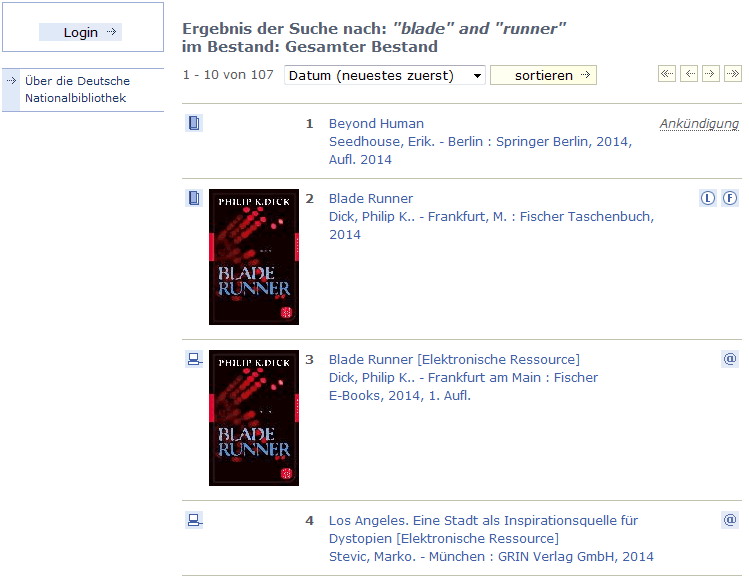 Login
Über die Deutsche
Nationalbibliothek
Ergebnis der Suche nach: "blade" and "runner"
im Bestand: Gesamter Bestand
1 - 10 von 107
Datum (neuestes zuerst)
sortieren
1
Beyond Human
Ankündigung
Seedhouse, Erik. - Berlin : Springer Berlin, 2014,
Aufl. 2014
PHILIP K.DICK
BLADE
RUNNER
2
Blade Runner
L F
Dick, Philip K.. - Frankfurt, M. : Fischer Taschenbuch,
2014
PHILIP K.DICK
BLADE
RUNNER
3
Blade Runner [Elektronische Ressource]
@
Dick, Philip K.. - Frankfurt am Main : Fischer
E-Books, 2014, 1. Aufl.
4
Los Angeles. Eine Stadt als Inspirationsquelle für
@
Dystopien [Elektronische Ressource]
Stevic, Marko. - München : GRIN Verlag GmbH, 2014